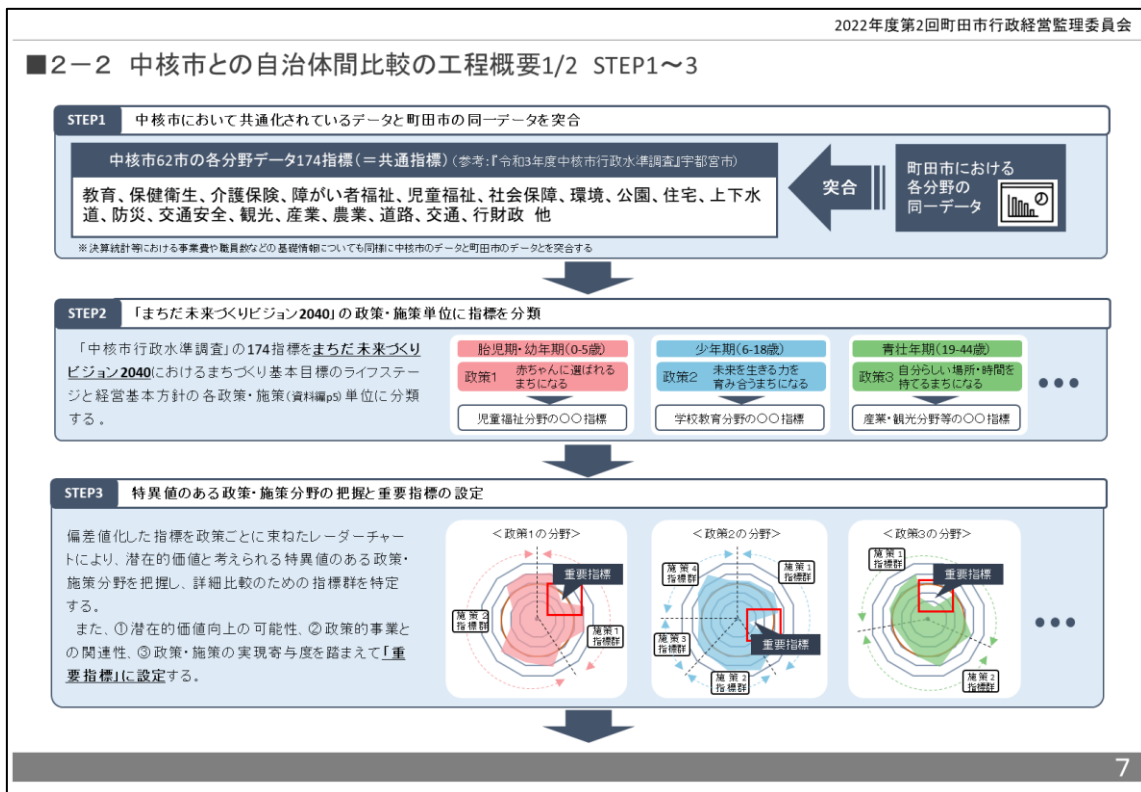 2022年度第2回町田市行政経営監理委員会
■2-2 中核市との自治体間比較の工程概要1/2 STEP1~3
STEP1 中核市において共通化されているデータと町田市の同一データを突合
中核市62市の各分野データ174指標(=共通指標)(参考:『令和3年度中核市行政水準調査』宇都宮市)
教育、保健衛生、介護保険、障がい者福祉、児童福祉、社会保障、環境、公園、住宅、上下水
道、防災、交通安全、観光、産業、農業、道路、交通、行財政 他
突合
町田市における
各分野の
同一データ
※決算統計等における事業費や職員数などの基礎情報についても同様に中核市のデータと町田市のデータとを突合する
STEP2 「まちだ未来づくりビジョン2040」の政策・施策単位に指標を分類
「中核市行政水準調査」の174指標をまちだ未来づくり
ビジョン2040におけるまちづくり基本目標のライフステー
ジと経営基本方針の各政策・施策(資料編p5)単位に分類
する。
胎児期・幼年期(0-5歳)
政策1 赤ちゃんに選ばれる
まちになる
児童福祉分野の〇〇指標
少年期(6-18歳)
政策2 未来を生きる力を
育み合うまちになる
学校教育分野の〇〇指標
青壮年期(19-44歳)
政策3 自分らしい場所・時間を
持てるまちになる
産業・観光分野等の〇〇指標
●●●
STEP3 特異値のある政策・施策分野の把握と重要指標の設定
偏差値化した指標を政策ごとに束ねたレーダーチャー
トにより、潜在的価値と考えられる特異値のある政策・
施策分野を把握し、詳細比較のための指標群を特定
する。
また、①潜在的価値向上の可能性、②政策的事業と
の関連性、③政策・施策の実現寄与度を踏まえて「重
要指標」に設定する。
<政策1の分野>
重要指標
施策2
指標群
施策1
指標群
<政策2の分野>
施策4
指標群
施策1
指標群
重要指標
施策3
指標群
施策2
指標群
<政策3の分野>
施策1
指標群
重要指標
施策2
指標群
●●●
7